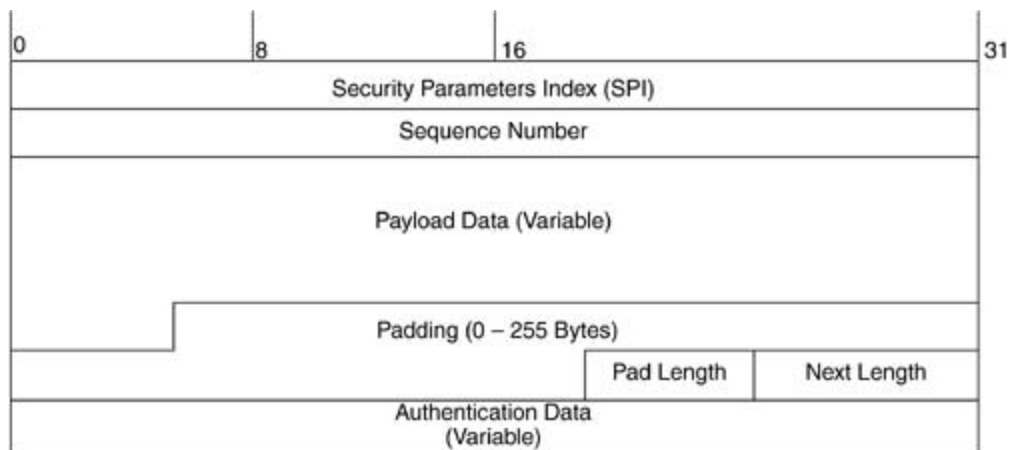 0 8 16 31
Security Parameters Index (SPI)
Sequence Number
Payload Data (Variable)
Padding (0 – 255 Bytes)
Pad Length Next Length
Authentication Data
(Variable)